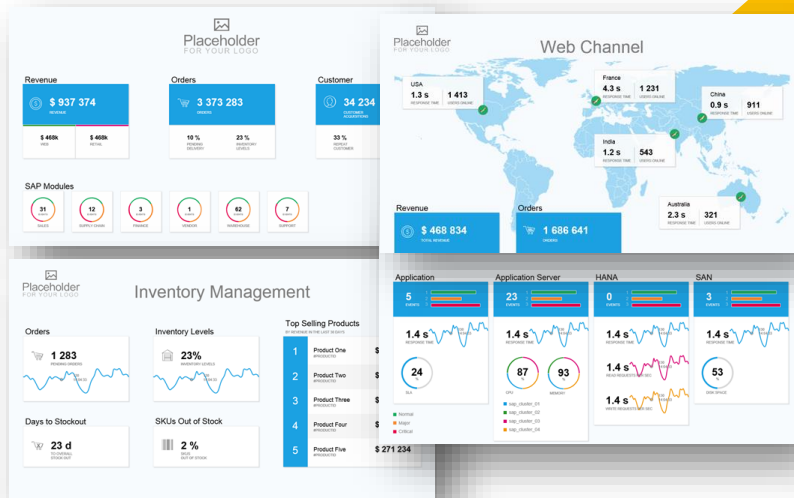 Placeholder
FOR YOUR LOGO
Revenue
$ 937 374
REVENUE
$ 468k
WEB
$ 468k
RETAIL
Orders
3 373 283
ORDERS
10 %
PENDING
DELIVERY
23 %
INVENTORY
LEVELS
Customer
34 234
CUSTOMER
ACQUISITIONS
33 %
REPEAT
CUSTOMER
SAP Modules
31
SALES
12
SUPPLY CHAIN
3
FINANCE
1
VENDOR
62
WAREHOUSE
7
SUPPORT
Placeholder
FOR YOUR LOGO
Web Channel
USA
1.3 s
RESPONSE TIME
1 413
USERS ONLINE
France
4.3 s
RESPONSE TIME
1 231
USERS ONLINE
China
0.9 s
RESPONSE TIME
911
USERS ONLINE
India
1.2 s
RESPONSE TIME
543
USERS ONLINE
Australia
2.3 s
RESPONSE TIME
321
USERS ONLINE
Revenue
$ 468 834
TOTAL REVENUE
Orders
1 686 641
ORDERS
Placeholder
FOR YOUR LOGO
Inventory Management
Orders
1 283
PENDING ORDERS
Inventory Levels
23%
INVENTORY LEVELS
Days to Stockout
23 d
TO OVERALL
STOCK OUT
SKUs Out of Stock
2 %
SKUS
OUT OF STOCK
Top Selling Products
BY REVENUE IN THE LAST 30 DAYS
1 Product One $
#PRODUCTID
2 Product Two $
#PRODUCTID
3 Product Three $
#PRODUCTID
4 Product Four $
#PRODUCTID
5 Product Five $ 271 234
#PRODUCTID
Application
5
EVENTS
1.4 s
RESPONSE TIME
24
%
SLA
Normal
Major
Critical
Application Server
23
EVENTS
1.4 s
RESPONSE TIME
87
%
CPU
93
%
MEMORY
sap_cluster_01
sap_cluster_02
sap_cluster_03
sap_cluster_04
HANA
0
EVENTS
1.4 s
RESPONSE TIME
1.4 s
READ REQUESTS PER SEC
1.4 s
WRITE REQUESTS PER SEC
SAN
3
EVENTS
1.4 s
RESPONSE TIME
53
%
DISK SPACE